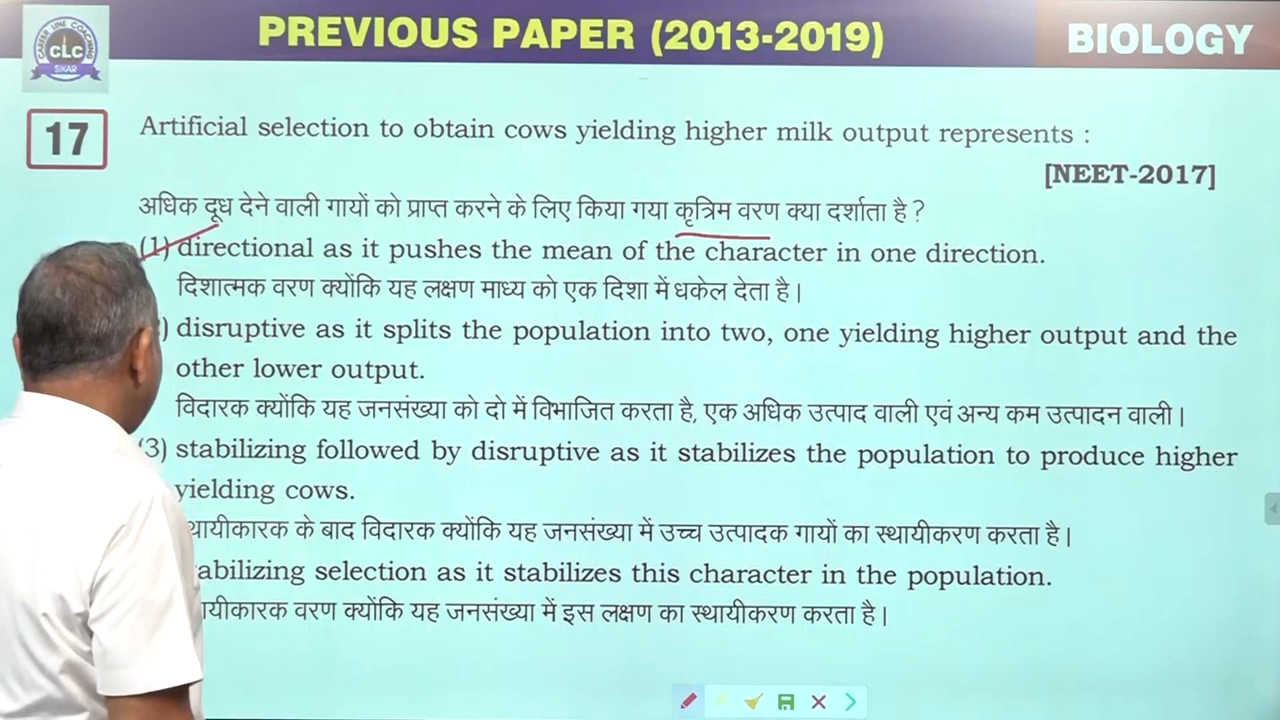 PREVIOUS PAPER (2013-2019)
BIOLOGY
CAREER LINE COACHING
CLC
SIKAR
17
Artificial selection to obtain cows yielding higher milk output represents :
[NEET-2017]
अधिक दूध देने वाली गायों को प्राप्त करने के लिए किया गया कृत्रिम वरण क्या दर्शाता है ?
(1) directional as it pushes the mean of the character in one direction.
दिशात्मक वरण क्योंकि यह लक्षण माध्य को एक दिशा में धकेल देता है।
) disruptive as it splits the population into two, one yielding higher output and the
other lower output.
विदारक क्योंकि यह जनसंख्या को दो में विभाजित करता है, एक अधिक उत्पाद वाली एवं अन्य कम उत्पादन वाली।
(3) stabilizing followed by disruptive as it stabilizes the population to produce higher
yielding cows.
के बाद विदारक क्योंकि यह जनसंख्या में उच्च उत्पादक गायों का स्थायीकरण करता है।
selection as it stabilizes this character in the population.
वरण क्योंकि यह जनसंख्या में इस लक्षण का स्थायीकरण करता है।